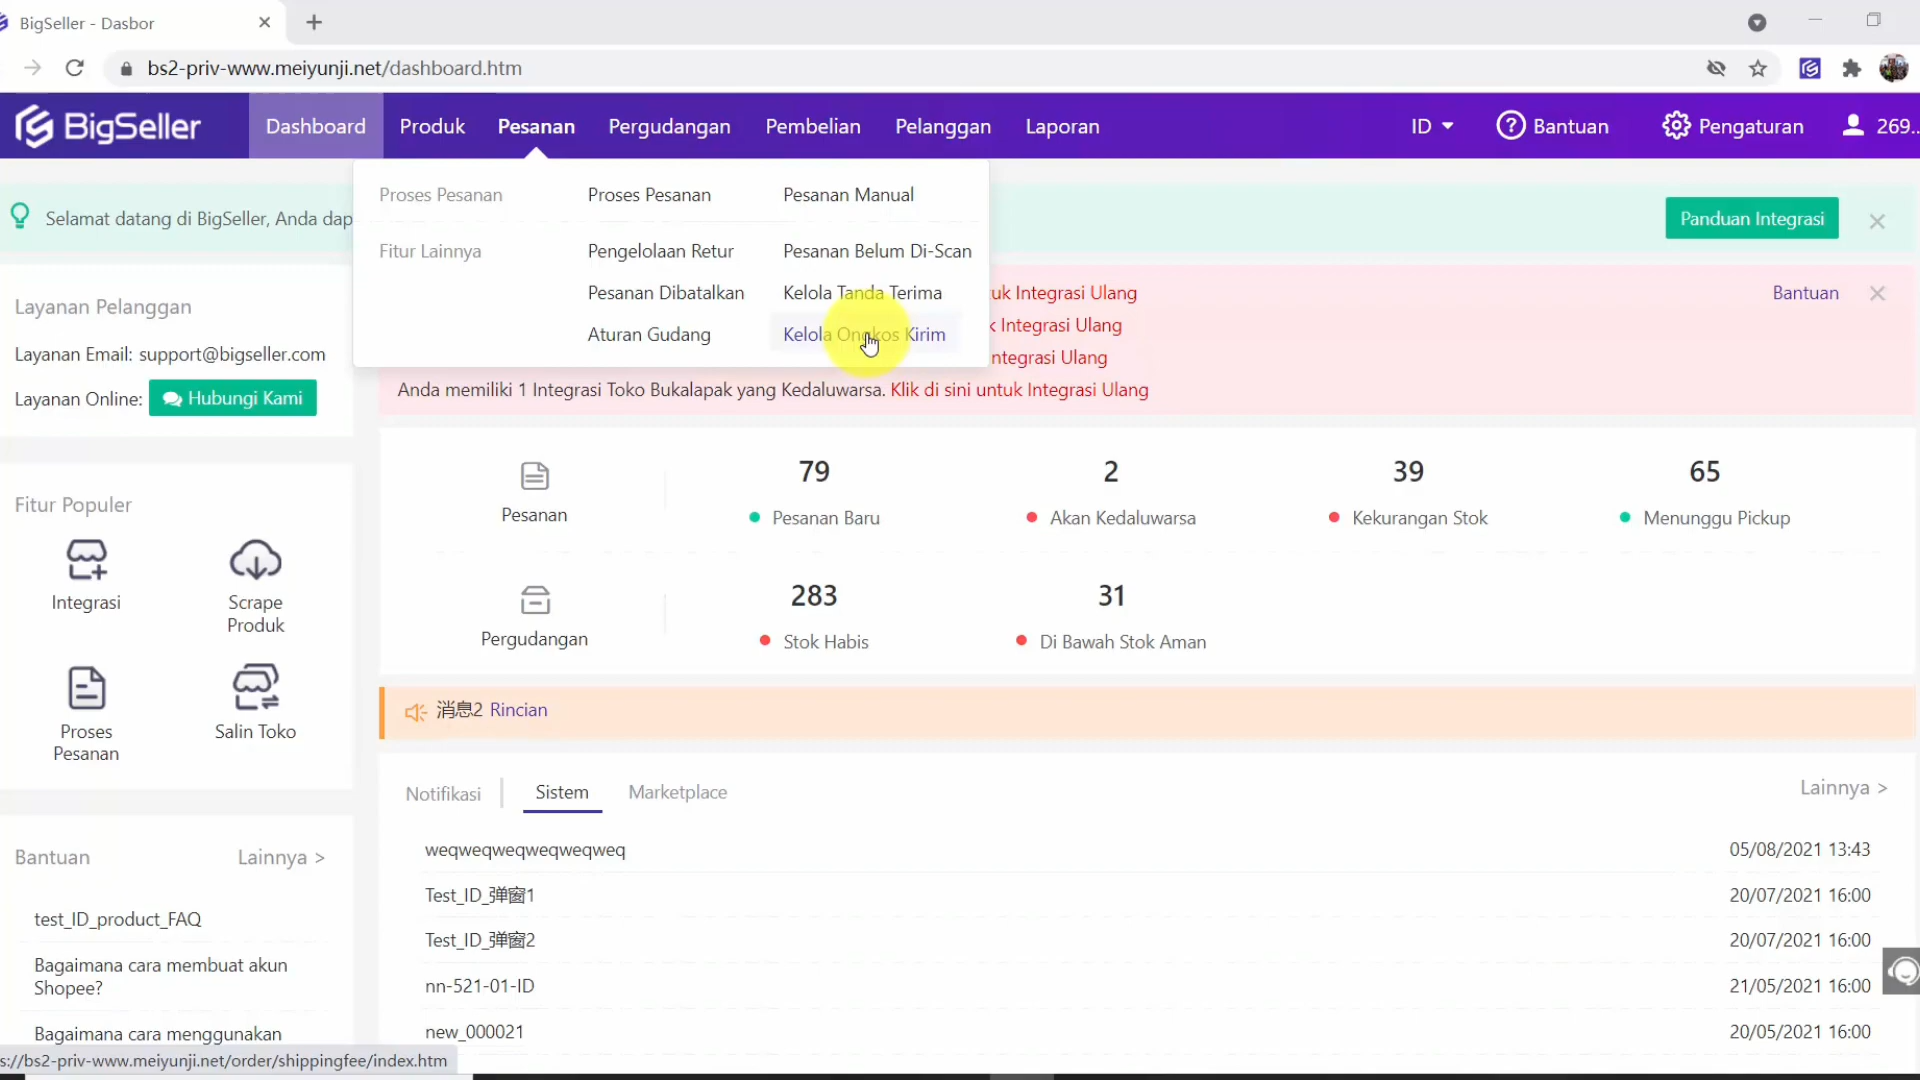 BigSeller - Dasbor
bs2-priv-www.meiyunji.net/dashboard.htm
BigSeller
Dashboard
Produk
Pesanan
Pergudangan
Pembelian
Pelanggan
Laporan
ID
Bantuan
Pengaturan
269..
Proses Pesanan
Proses Pesanan
Pesanan Manual
Fitur Lainnya
Pengelolaan Retur
Pesanan Belum Di-Scan
Pesanan Dibatalkan
Kelola Tanda Terima
Aturan Gudang
Kelola Ongkos Kirim
Selamat datang di BigSeller, Anda dap
Panduan Integrasi
uk Integrasi Ulang
Bantuan
k Integrasi Ulang
ntegrasi Ulang
Anda memiliki 1 Integrasi Toko Bukalapak yang Kedaluwarsa. Klik di sini untuk Integrasi Ulang
Layanan Pelanggan
Layanan Email: support@bigseller.com
Layanan Online: Hubungi Kami
Fitur Populer
Integrasi
Scrape
Produk
Proses
Pesanan
Salin Toko
Bantuan
Lainnya >
test_ID_product_FAQ
Bagaimana cara membuat akun
Shopee?
Bagaimana cara menggunakan
Pesanan
79
Pesanan Baru
2
Akan Kedaluwarsa
39
Kekurangan Stok
65
Menunggu Pickup
Pergudangan
283
Stok Habis
31
Di Bawah Stok Aman
消息2 Rincian
Notifikasi
Sistem
Marketplace
Lainnya >
weqweqweqweqweqweq
05/08/2021 13:43
Test_ID_弹窗1
20/07/2021 16:00
Test_ID_弹窗2
20/07/2021 16:00
nn-521-01-ID
21/05/2021 16:00
new_000021
20/05/2021 16:00
s://bs2-priv-www.meiyunji.net/order/shippingfee/index.htm